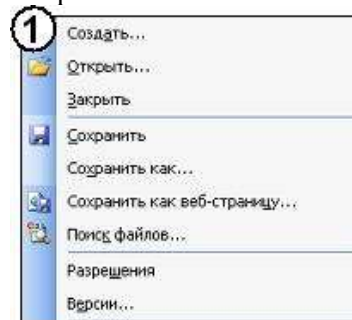 1
Создать...
Открыть...
Закрыть
Сохранить
Сохранить как...
Сохранить как веб-страницу...
Поиск файлов...
Разрешения
Версии...